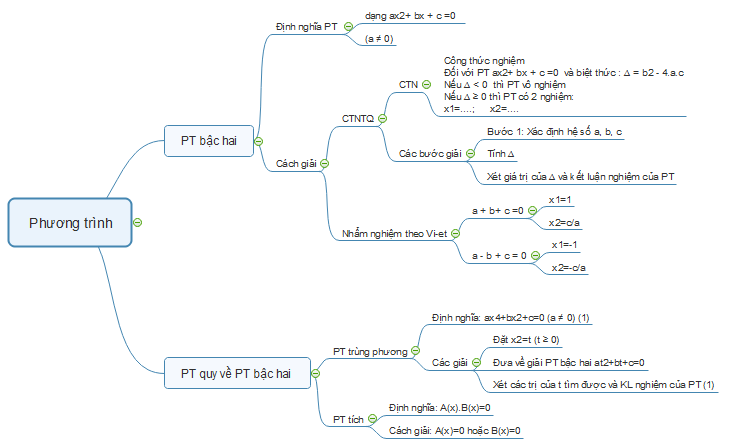 Phương trình
PT bậc hai
Định nghĩa PT
dạng ax2+ bx + c =0
(a ≠ 0)
Cách giải
CTNTQ
CTN
Công thức nghiệm
Đối với PT ax2+ bx + c =0 và biệt thức : ∆ = b2 - 4.a.c
Nếu ∆ < 0 thì PT vô nghiệm
Nếu ∆ ≥ 0 thì PT có 2 nghiệm:
x1=....; x2=....
Các bước giải
Bước 1: Xác định hệ số a, b, c
Tính ∆
Xét giá trị của ∆ và kết luận nghiệm của PT
Nhẩm nghiệm theo Vi-et
a + b+ c =0
x1=1
x2=c/a
a - b + c = 0
x1=-1
x2=-c/a
PT quy về PT bậc hai
PT trùng phương
Định nghĩa: ax4+bx2+c=0 (a ≠ 0) (1)
Các giải
Đặt x2=t (t ≥ 0)
Đưa về giải PT bậc hai at2+bt+c=0
Xét các trị của t tìm được và KL nghiệm của PT (1)
PT tích
Định nghĩa: A(x).B(x)=0
Cách giải: A(x)=0 hoặc B(x)=0